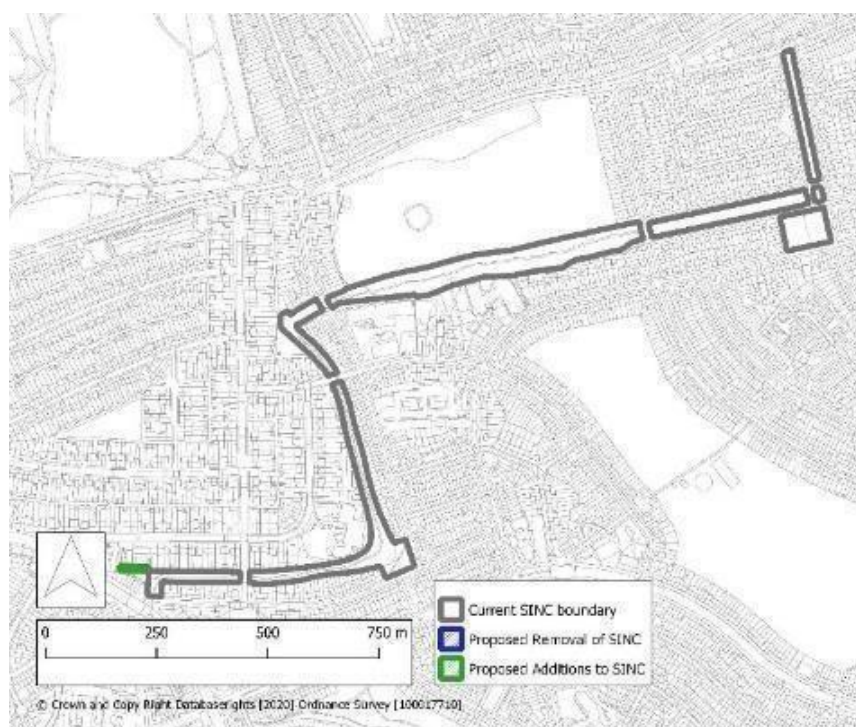 Current SINC boundary
Proposed Removal of SINC
Proposed Additions to SINC
0 250 500 750 m
© Crown and Copy Right Database rights [2020] Ordnance Survey [100017710]